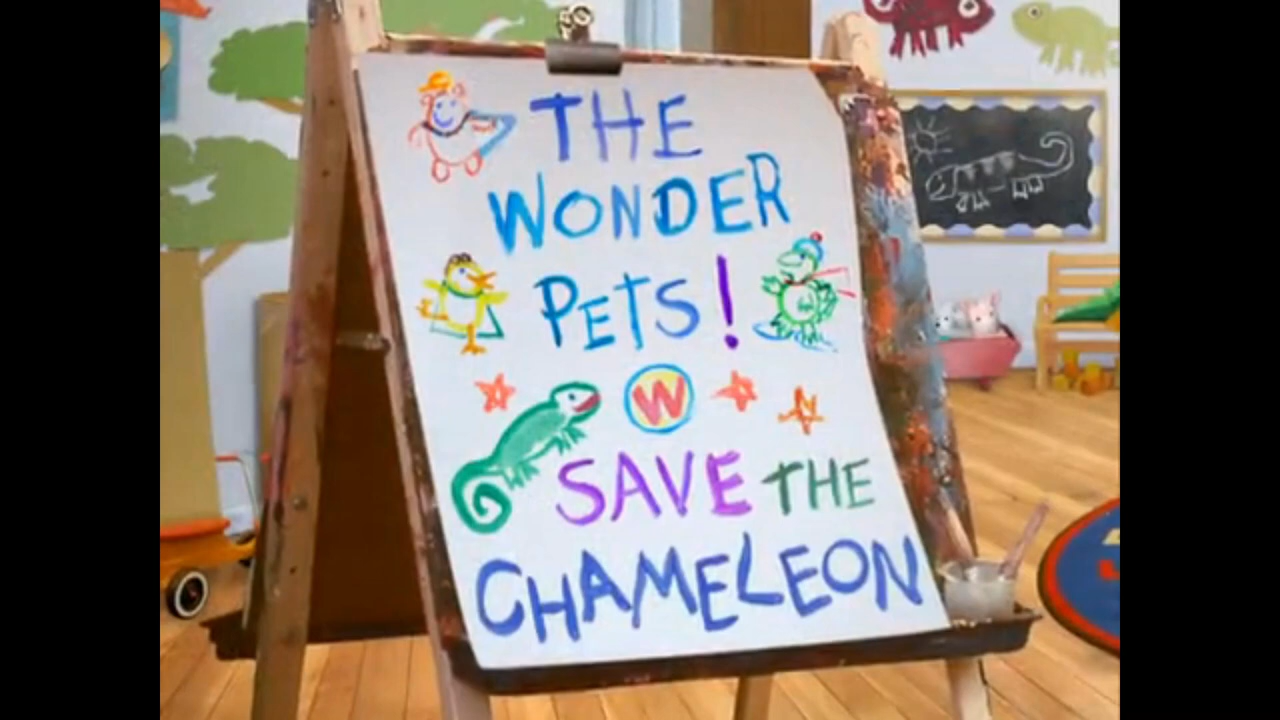 THE
WONDER
PETS!
W
SAVE THE
CHAMELEON